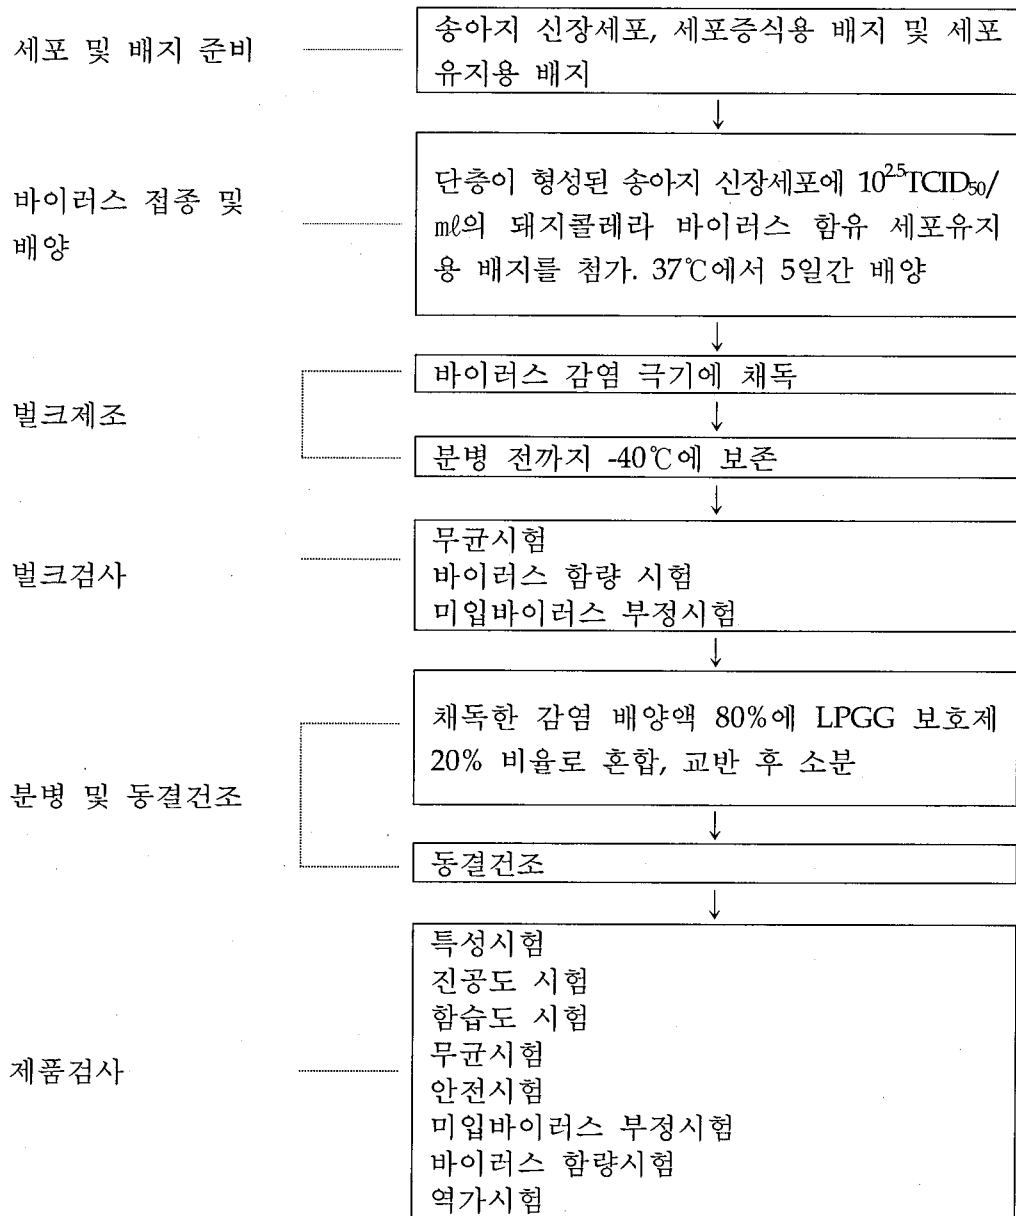 세포 및 배지 준비
송아지 신장세포, 세포증식용 배지 및 세포
유지용 배지
↓
바이러스 접종 및
배양
단층이 형성된 송아지 신장세포에 10²·⁵TCID₅₀/
㎖의 돼지콜레라 바이러스 함유 세포유지
용 배지를 첨가. 37℃에서 5일간 배양
↓
벌크제조
바이러스 감염 극기에 채독
↓
분병 전까지 -40℃에 보존
↓
벌크검사
무균시험
바이러스 함량 시험
미입바이러스 부정시험
↓
분병 및 동결건조
채독한 감염 배양액 80%에 LPGG 보호제
20% 비율로 혼합, 교반 후 소분
↓
동결건조
↓
제품검사
특성시험
진공도 시험
함습도 시험
무균시험
안전시험
미입바이러스 부정시험
바이러스 함량시험
역가시험